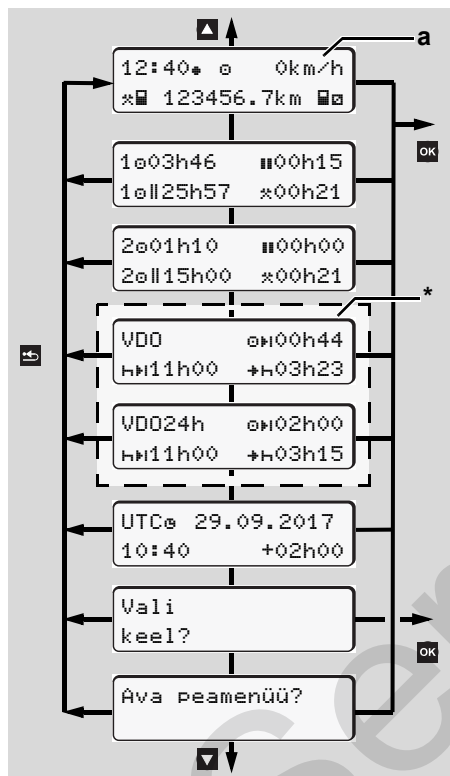 a
12:40 0km/h
123456.7km
OK
1 03h46 00h15
1 25h57 00h21
2 01h10 00h00
2 15h00 00h21
*
VDO 00h44
11h00 03h23
VDO24h 02h00
11h00 03h15
UTC 29.09.2017
10:40 +02h00
Vali
keel?
OK
Ava peamenüü?